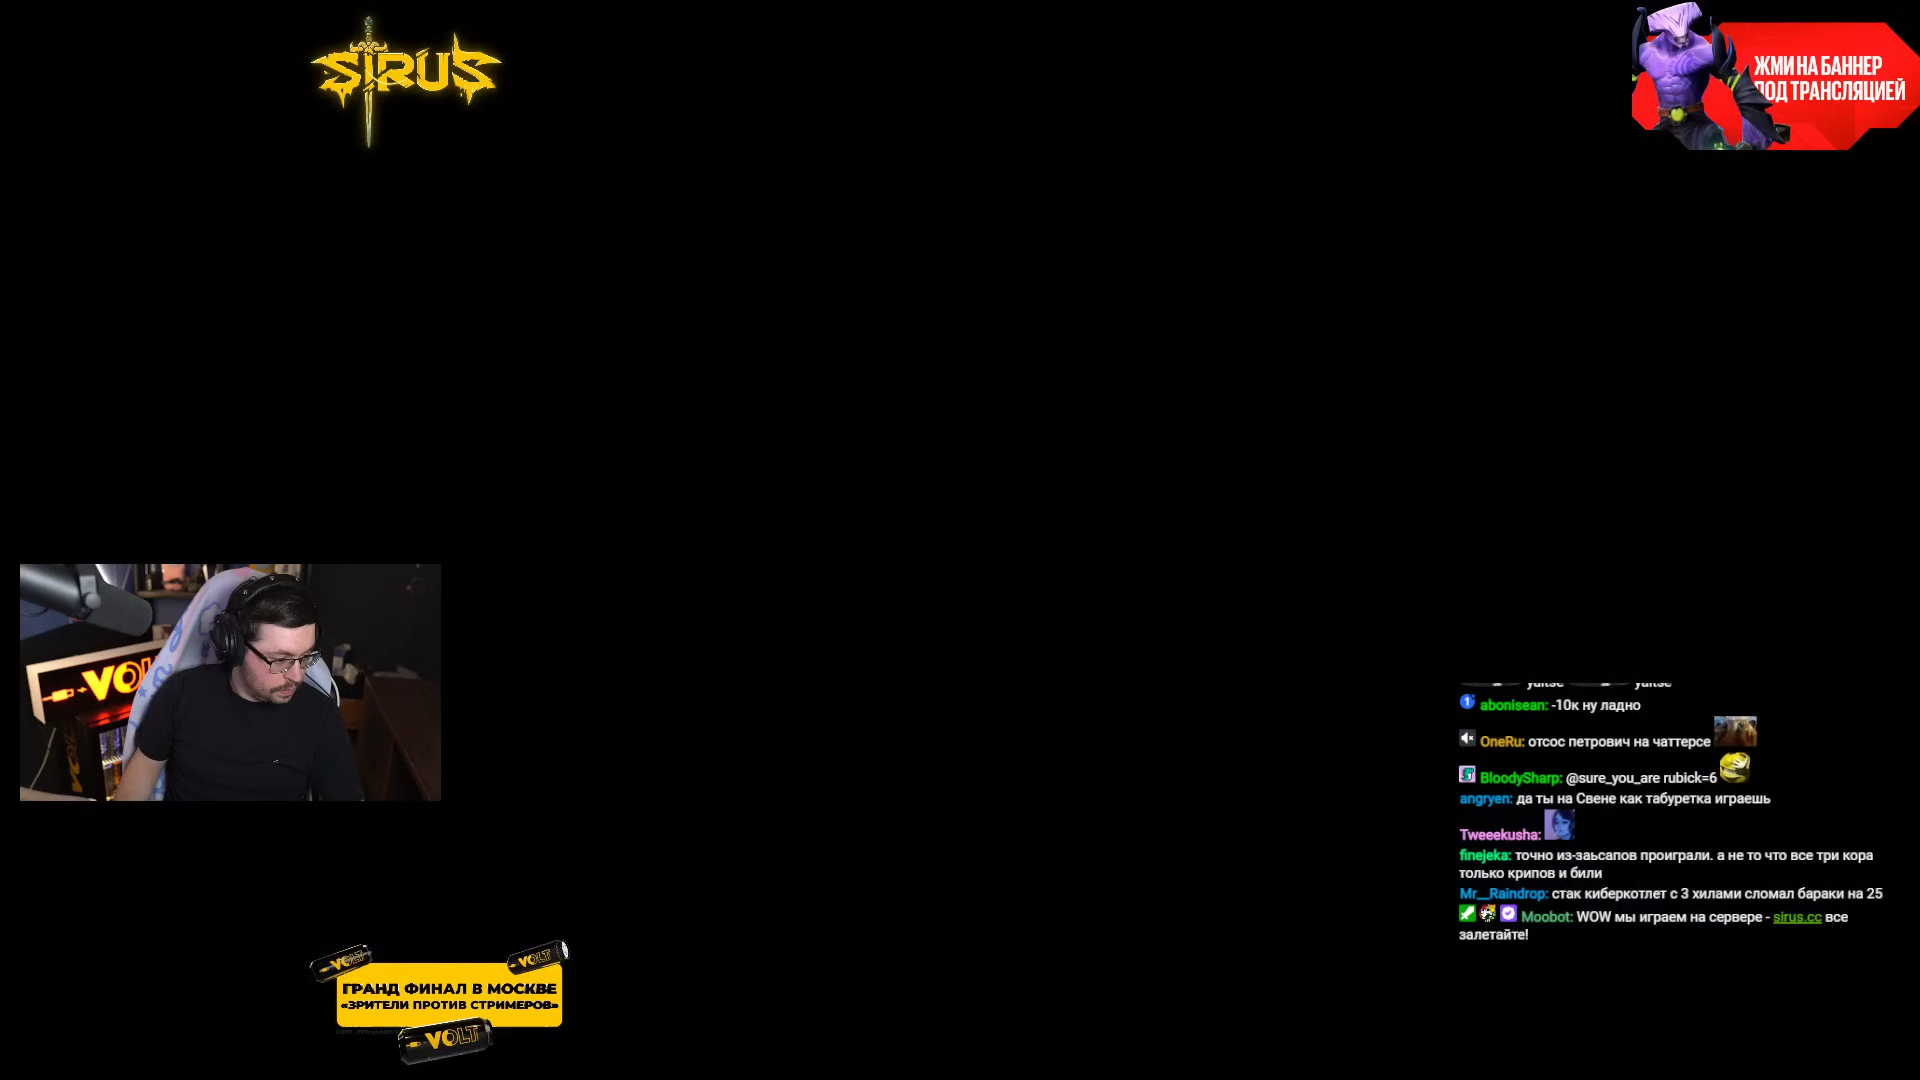 SIRUS
ЖМИ НА БАННЕР
ПОД ТРАНСЛЯЦИЕЙ
VOLT
yaitse yaitse
abonisean: -10к ну ладно
OneRu: отсос петрович на чаттерсе
BloodySharp: @sure_you_are rubick=6
angryen: да ты на Свене как табуретка играешь
Tweeekusha:
finejeka: точно из-заьсапов проиграли. а не то что все три кора
только крипов и били
Mr__Raindrop: стак киберкотлет с 3 хилами сломал бараки на 25
Moobot: WOW мы играем на сервере - sirus.cc все
залетайте!
VOLT
VOLT
ГРАНД ФИНАЛ В МОСКВЕ
«ЗРИТЕЛИ ПРОТИВ СТРИМЕРОВ»
VOLT